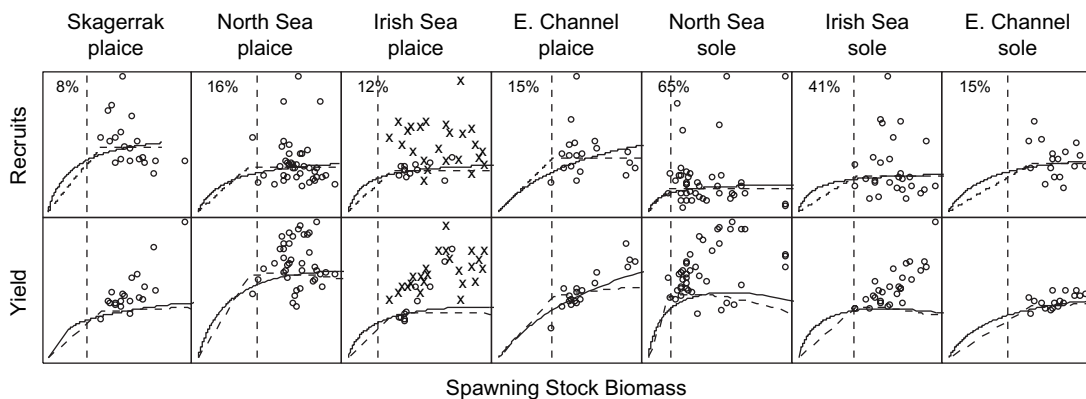 Skagerrak plaice
North Sea plaice
Irish Sea plaice
E. Channel plaice
North Sea sole
Irish Sea sole
E. Channel sole
Recruits
8%
16%
12%
15%
65%
41%
15%
Yield
Spawning Stock Biomass